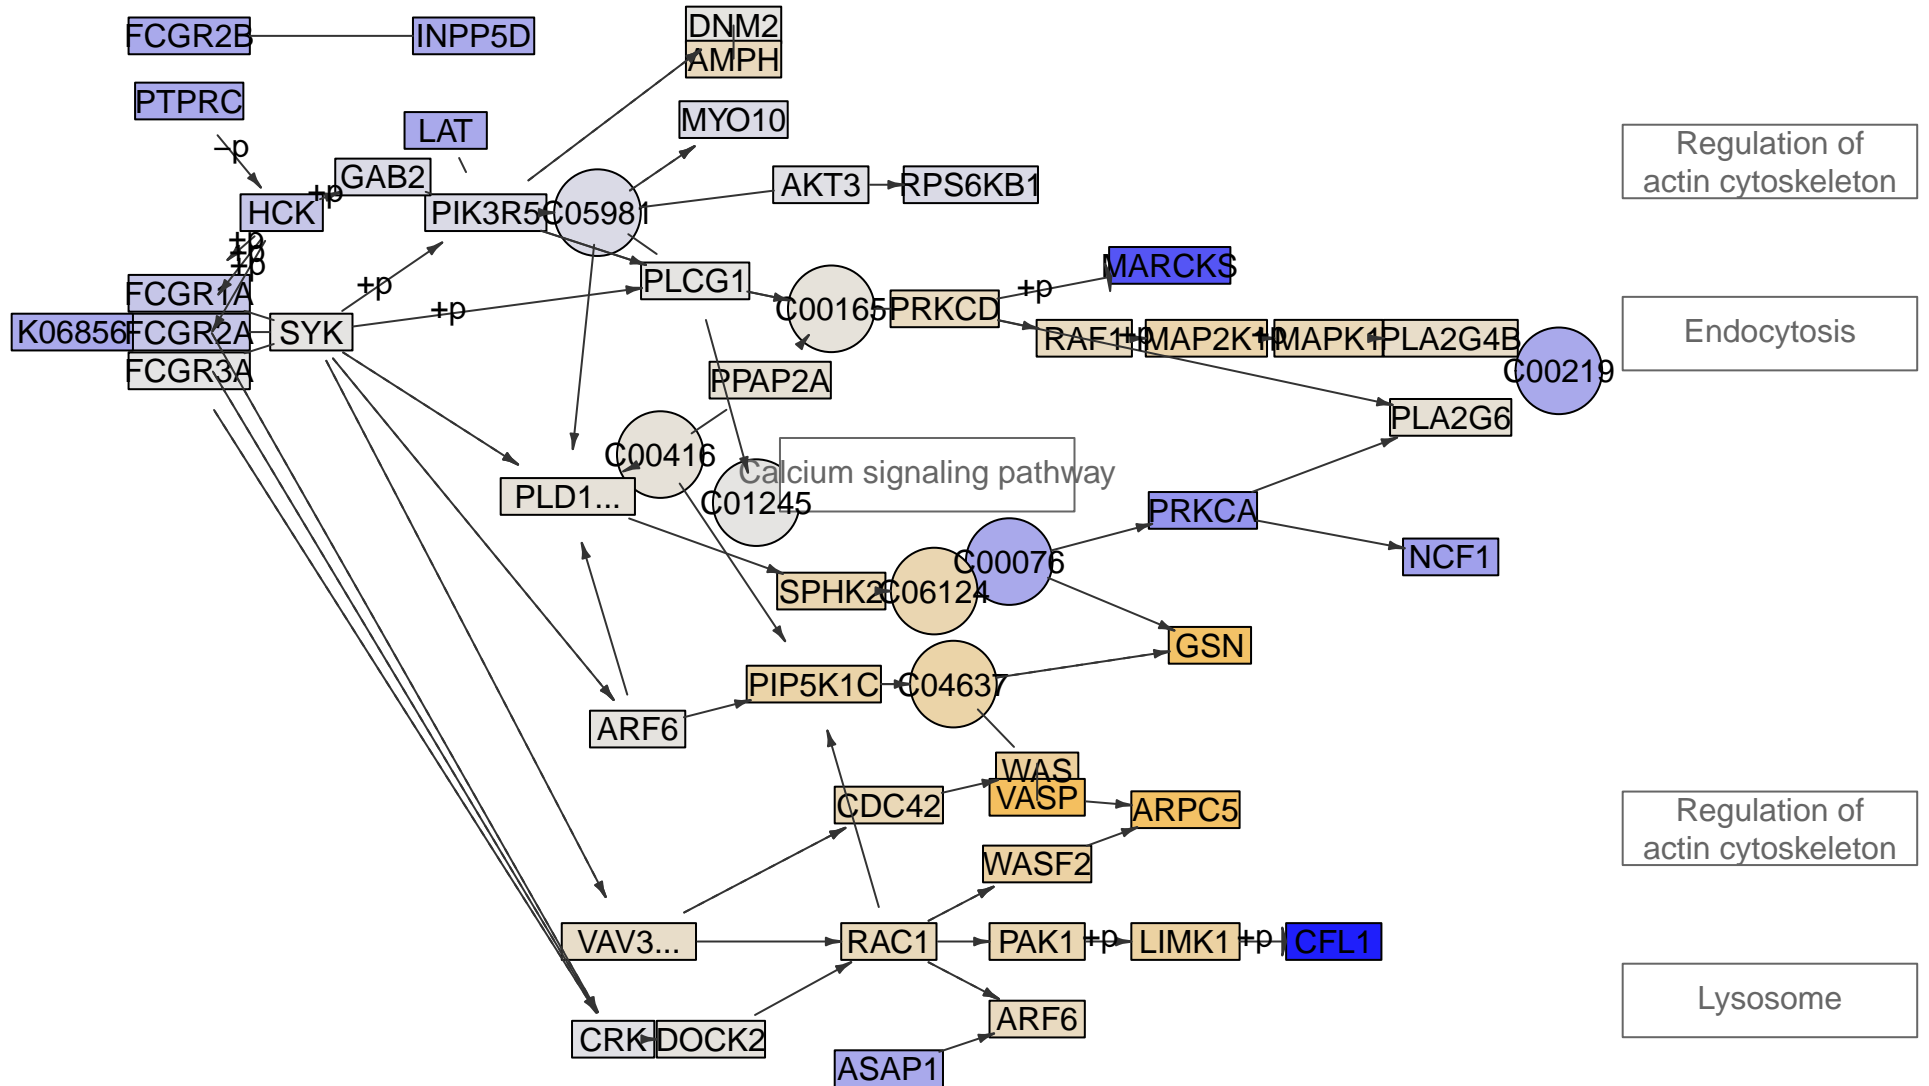 DNM2
FCGR2B
INPP5D
AMPH
PTPRC
LAT
MYO10
Regulation of
actin cytoskeleton
–p
GAB2
AKT3
RPS6KB1
+p
HCK
PIK3R5
C05981
+p
+p
+p
MARCKS
PLCG1
FCGR1A
+p
+p
C00165
PRKCD
+p
K06856
FCGR2A
SYK
RAF1
+p
MAP2K1
+p
MAPK1
PLA2G4B
Endocytosis
FCGR3A
PPAP2A
C00219
PLA2G6
C00416
Calcium signaling pathway
PLD1...
C01245
PRKCA
C00076
NCF1
SPHK2
C06124
GSN
PIP5K1C
C04637
ARF6
WAS
VASP
CDC42
ARPC5
Regulation of
actin cytoskeleton
WASF2
VAV3...
RAC1
PAK1
+p
LIMK1
+p
CFL1
Lysosome
ARF6
CRK
DOCK2
ASAP1